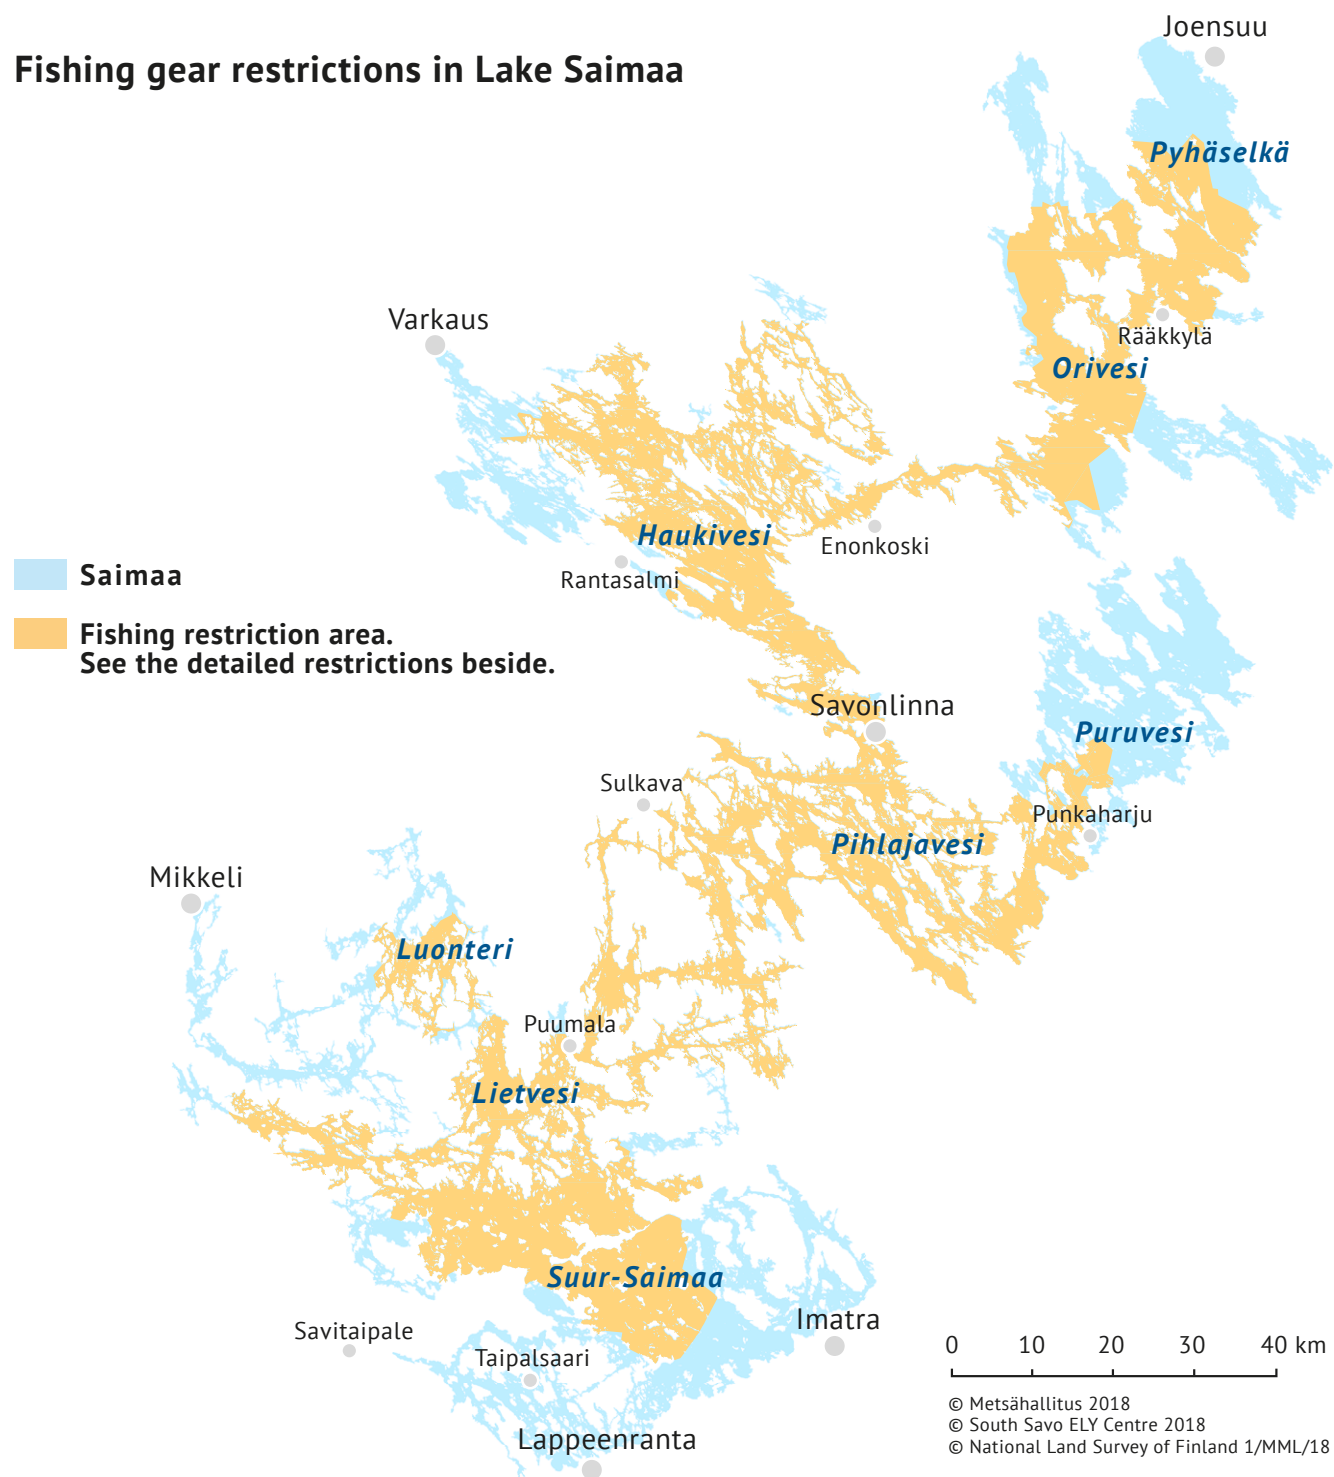 Joensuu
Fishing gear restrictions in Lake Saimaa
Pyhäselkä
Varkaus
Rääkkylä
Orivesi
Haukivesi
Enonkoski
Saimaa
Rantasalmi
Fishing restriction area.
See the detailed restrictions beside.
Savonlinna
Puruvesi
Sulkava
Punkaharju
Pihlajavesi
Mikkeli
Luonteri
Puumala
Lietvesi
Suur-Saimaa
Imatra
Savitaipale
0 10 20 30 40 km
Taipalsaari
© Metsähallitus 2018
© South Savo ELY Centre 2018
Lappeenranta
© National Land Survey of Finland 1/MML/18